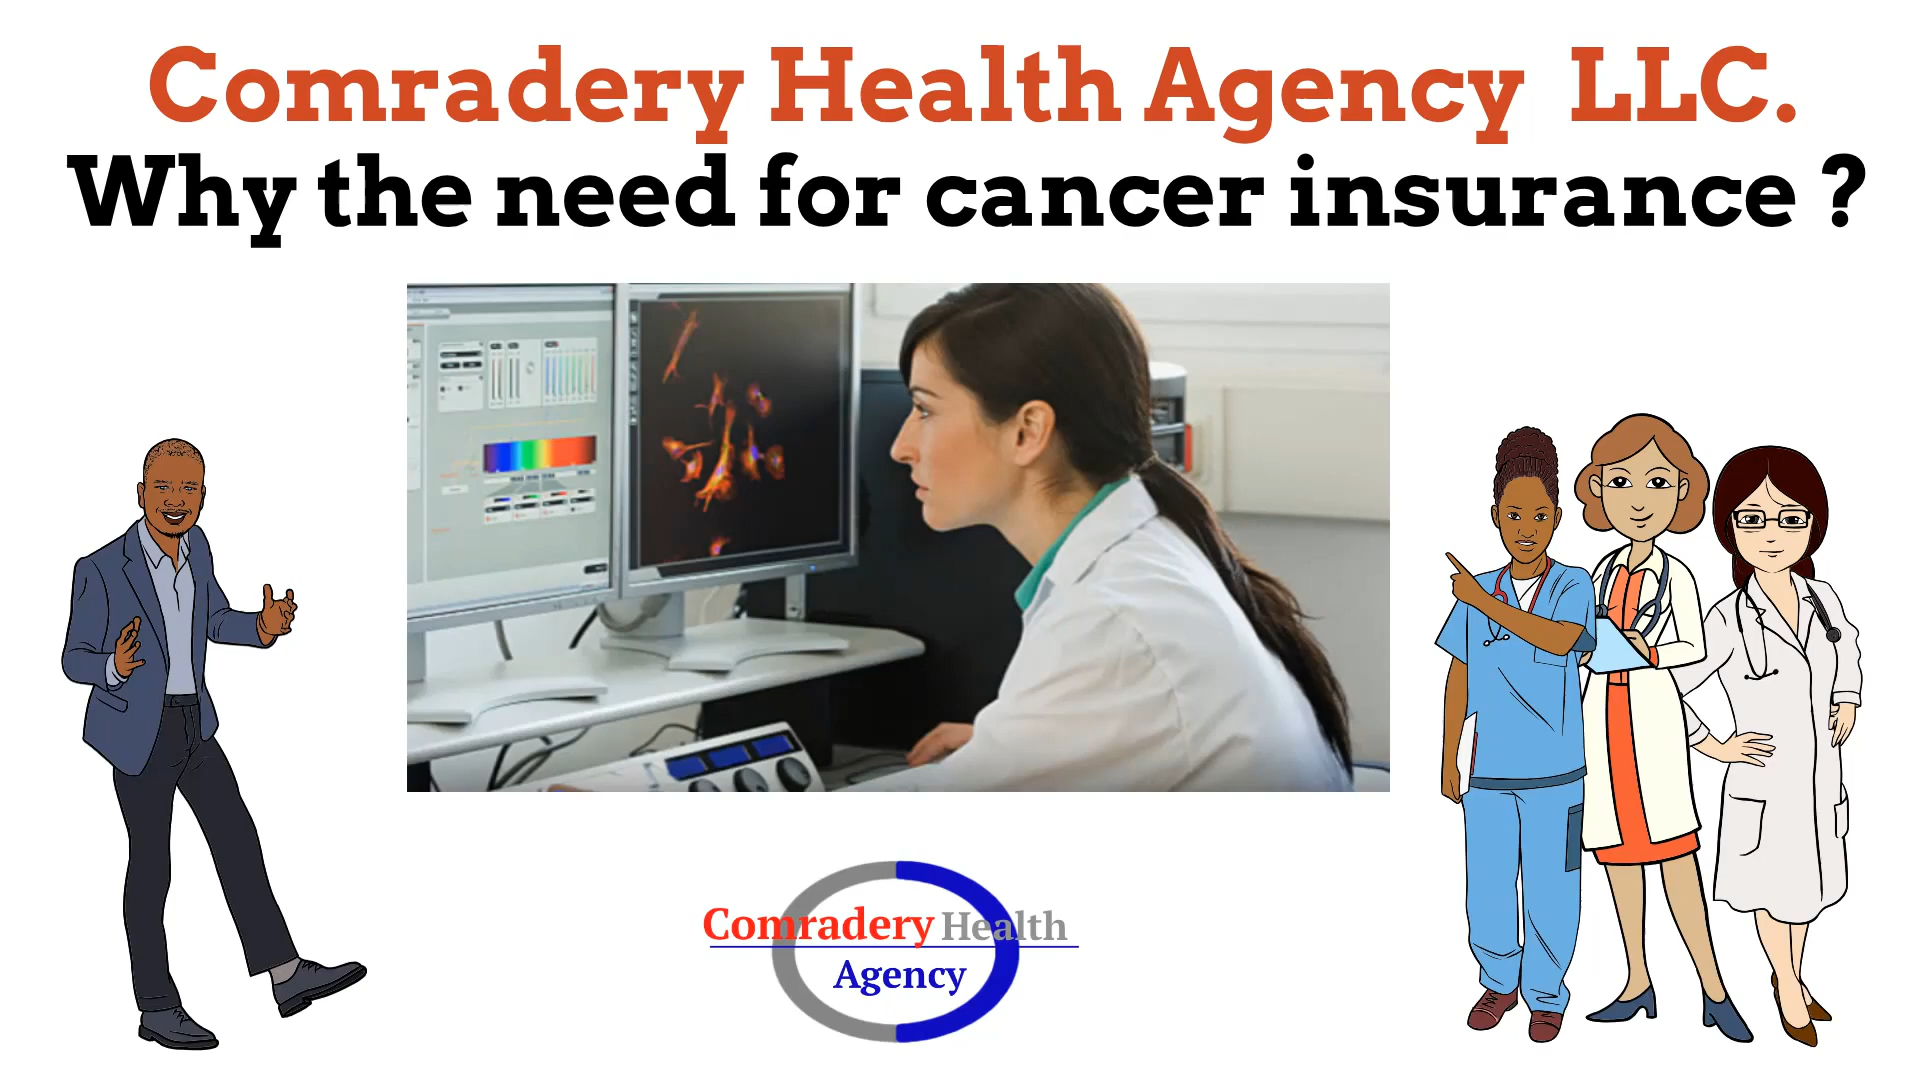 Comradery Health Agency LLC.
Why the need for cancer insurance ?
Comradery Health
Agency